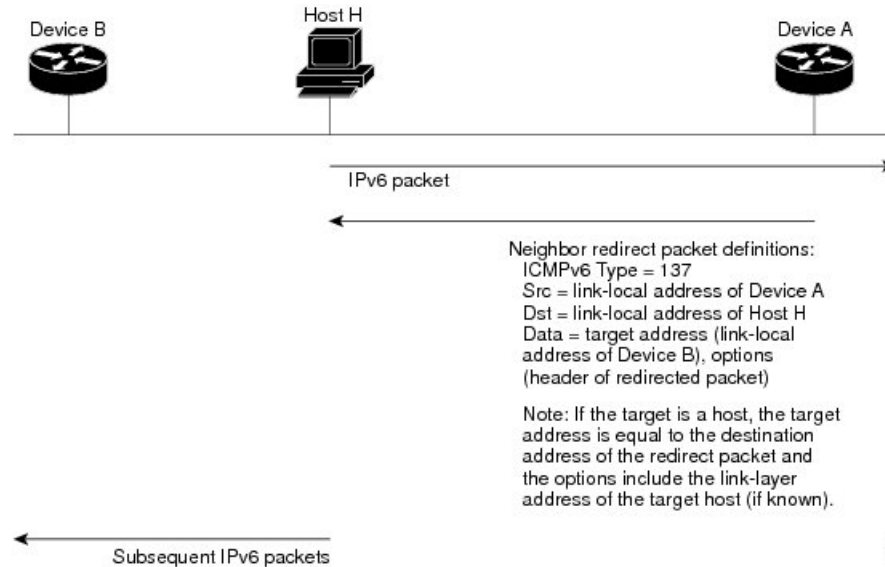 Device B
Host H
Device A
IPv6 packet
Neighbor redirect packet definitions:
ICMPv6 Type = 137
Src = link-local address of Device A
Dst = link-local address of Host H
Data = target address (link-local
address of Device B), options
(header of redirected packet)
Note: If the target is a host, the target
address is equal to the destination
address of the redirect packet and
the options include the link-layer
address of the target host (if known).
Subsequent IPv6 packets